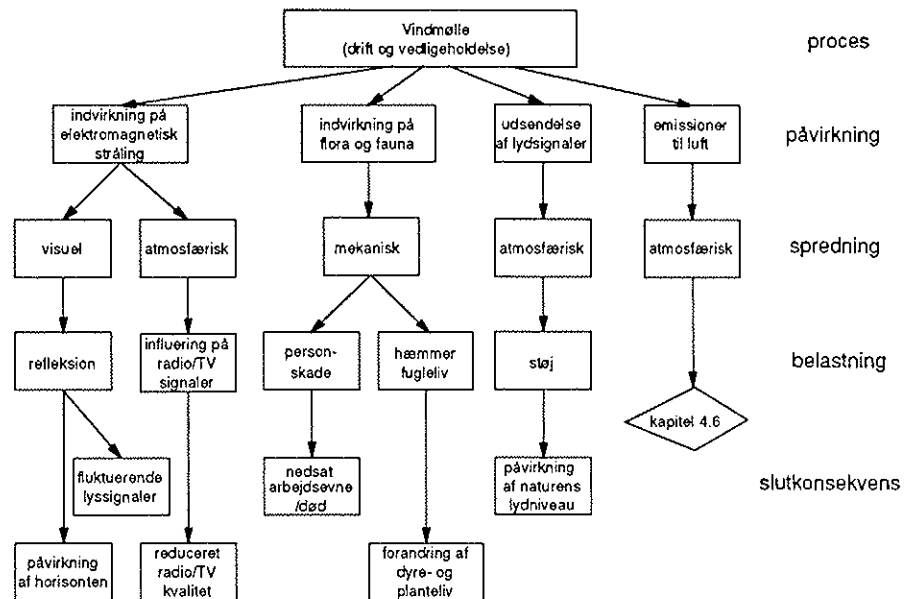 Vindmølle
(drift og vedligeholdelse)
proces
indvirkning på
elektromagnetisk
stråling
indvirkning på
flora og fauna
udsendelse
af lydsignaler
emissioner
til luft
påvirkning
visuel
atmosfærisk
mekanisk
atmosfærisk
atmosfærisk
spredning
refleksion
influering på
radio/TV
signaler
person-
skade
hæmmer
fugleliv
støj
belastning
kapitel 4.6
fluktuerende
lyssignaler
nedsat
arbejdsevne
/død
påvirkning
af naturens
lydniveau
slutkonsekvens
påvirkning
af horisonten
reduceret
radio/TV
kvalitet
forandring af
dyre- og
planteliv